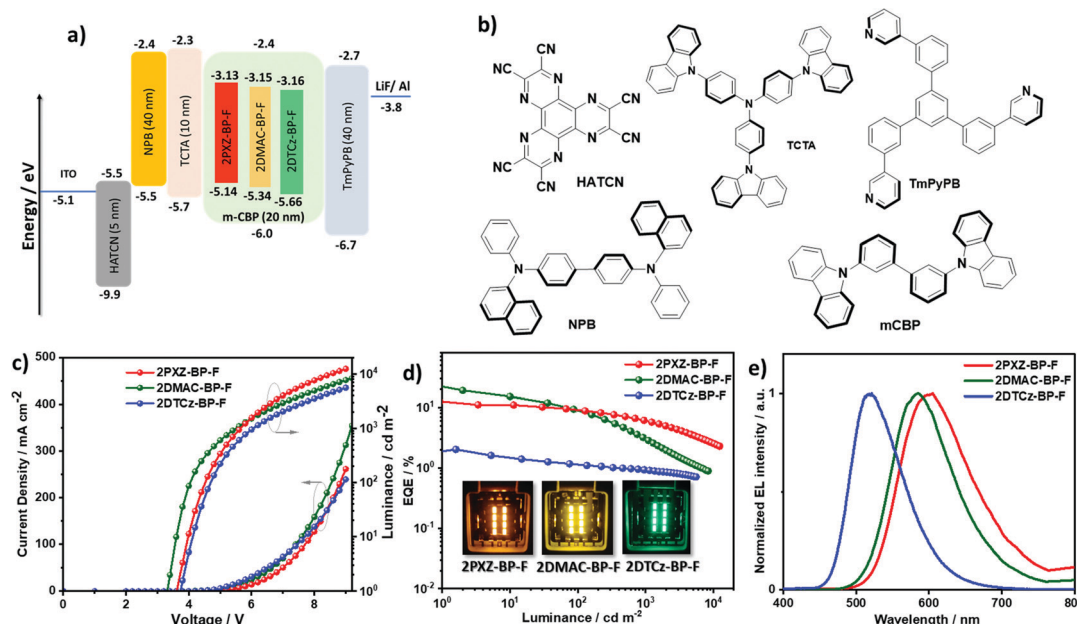 a)
Energy / eV
ITO
-5.1
-5.5
HATCN (5 nm)
-9.9
-2.4
NPB (40 nm)
-5.5
-2.3
TCTA (10 nm)
-5.7
-2.4
-3.13
2PXZ-BP-F
-5.14
-3.15
2DMAC-BP-F
-5.34
-3.16
2DTCz-BP-F
-5.66
m-CBP (20 nm)
-6.0
-2.7
TmPyPB (40 nm)
-6.7
LiF/ Al
-3.8
b)
CN
CN
NC
N
N
N
N
CN
N
N
CN
CN
HATCN
N
N
N
N
TCTA
N
N
N
TmPyPB
N
N
NPB
N
N
mCBP
c)
Current Density / mA cm-2
500
450
400
350
300
250
200
150
100
50
0
0 2 4 6 8
Voltage / V
2PXZ-BP-F
2DMAC-BP-F
2DTCz-BP-F
10^4
10^3
10^2
10^1
10^0
Luminance / cd m-2
d)
EQE / %
10^1
10^0
10^-1
10^-2
10^0 10^1 10^2 10^3 10^4
Luminance / cd m-2
2PXZ-BP-F
2DMAC-BP-F
2DTCz-BP-F
2PXZ-BP-F 2DMAC-BP-F 2DTCz-BP-F
e)
Normalized EL intensity / a.u.
1
0
400 500 600 700 800
Wavelength / nm
2PXZ-BP-F
2DMAC-BP-F
2DTCz-BP-F